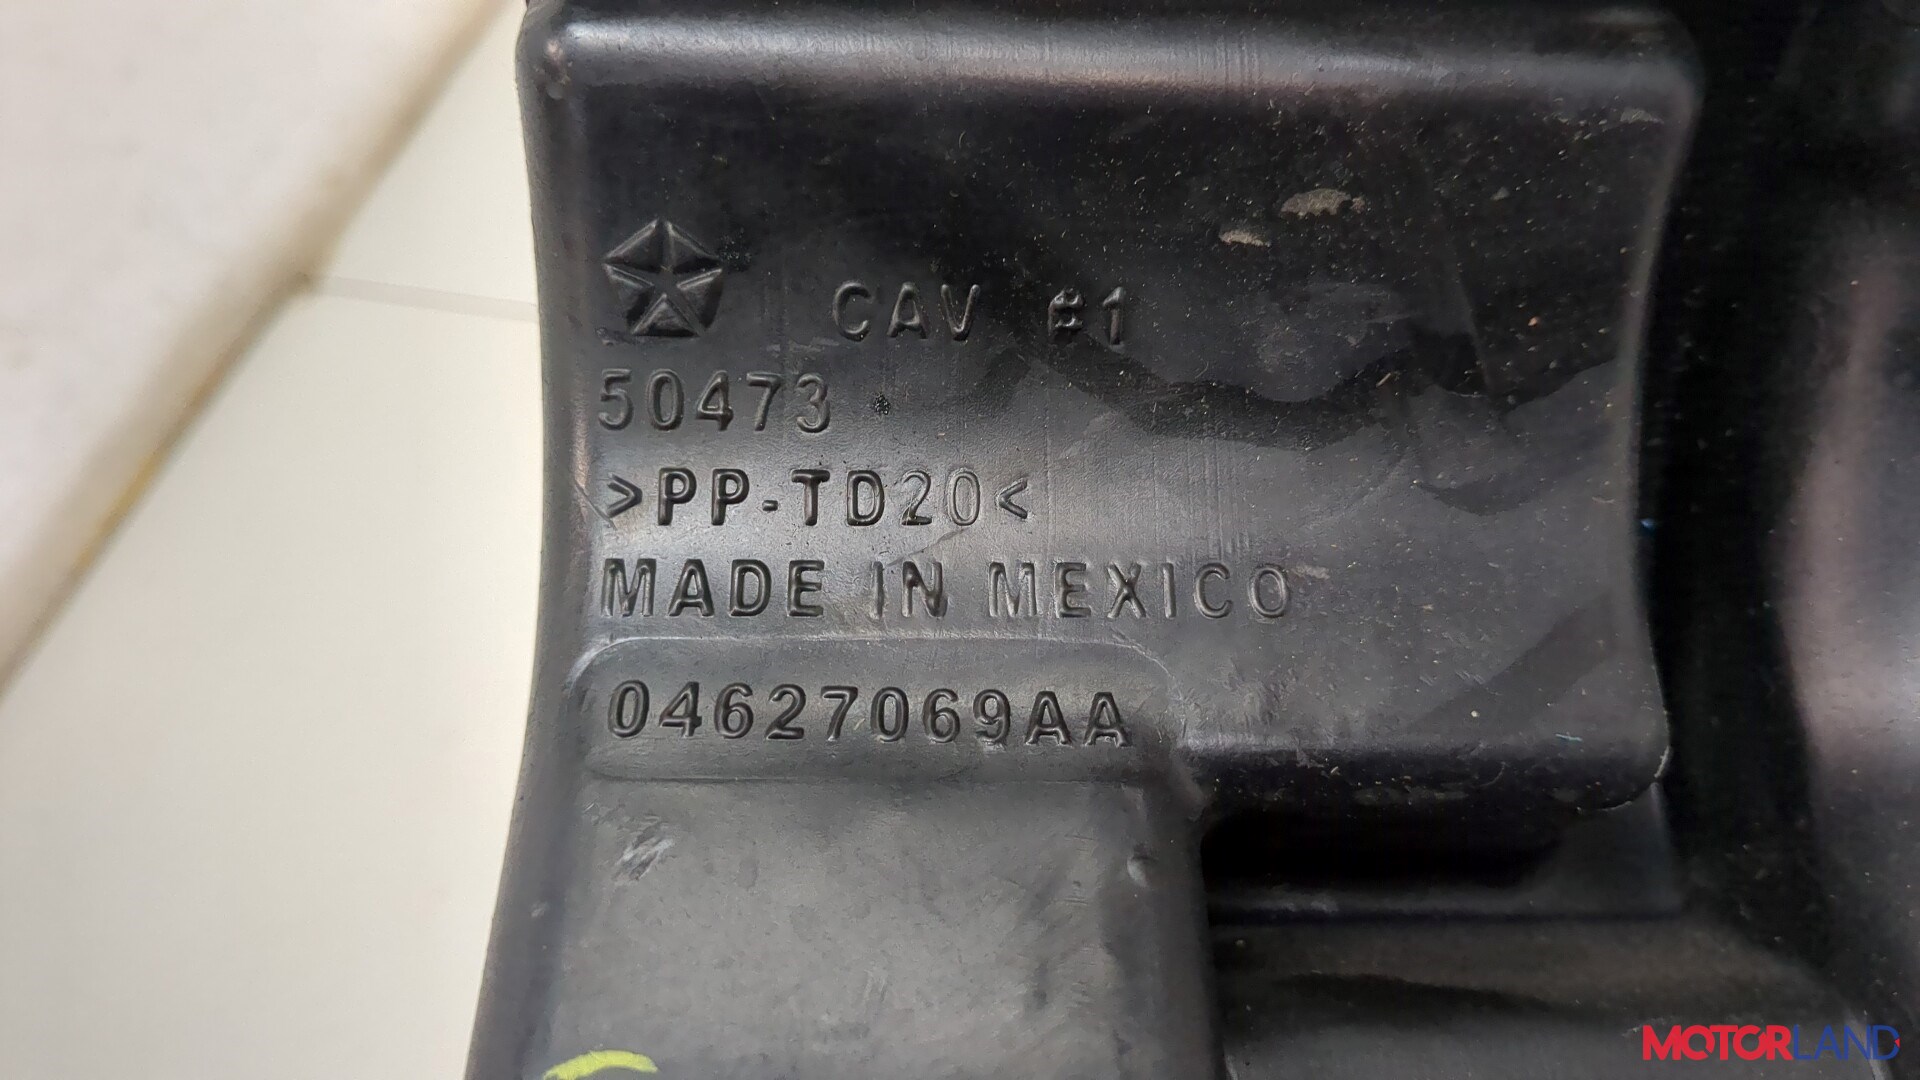 CAV #1
50473
>PP-TD20<
MADE IN MEXICO
04627069AA
MOTORLAND